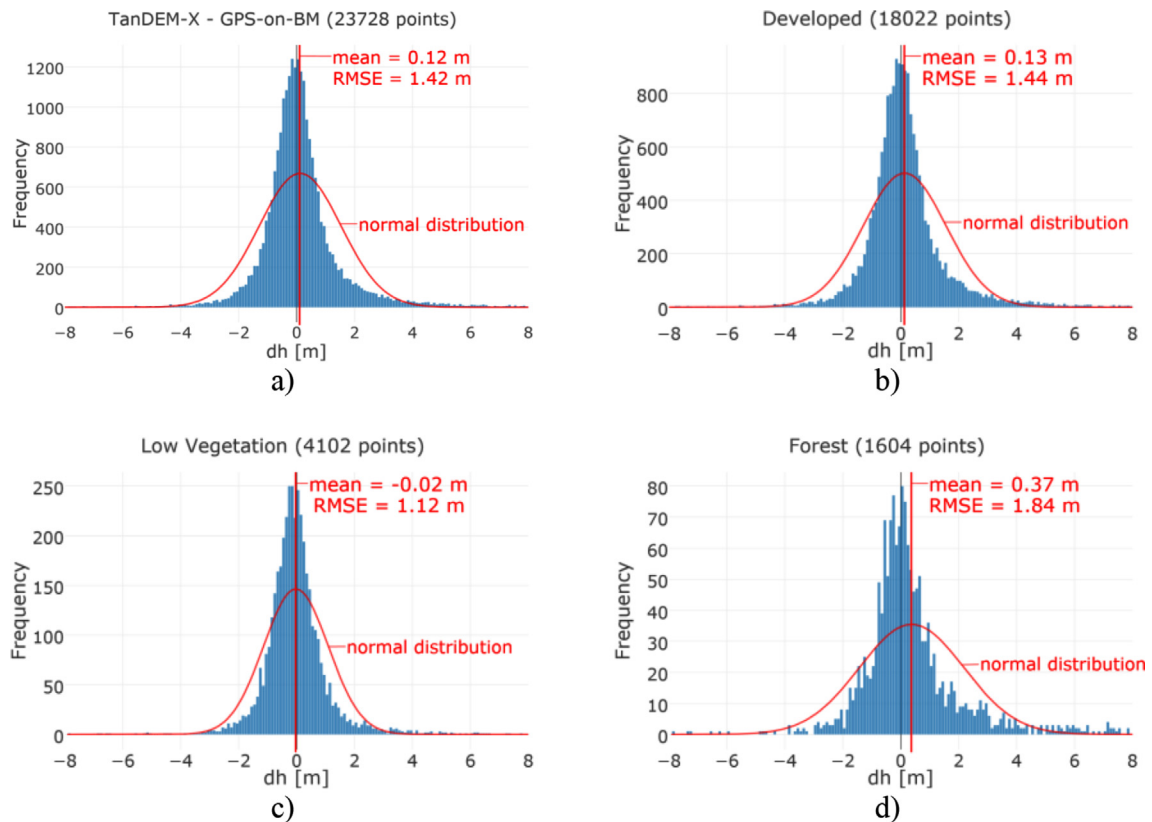 TanDEM-X - GPS-on-BM (23728 points)
mean = 0.12 m
RMSE = 1.42 m
normal distribution
Frequency
1200
1000
800
600
400
200
0
−8 −6 −4 −2 0 2 4 6 8
dh [m]
a)
Developed (18022 points)
mean = 0.13 m
RMSE = 1.44 m
normal distribution
Frequency
800
600
400
200
0
−8 −6 −4 −2 0 2 4 6 8
dh [m]
b)
Low Vegetation (4102 points)
mean = -0.02 m
RMSE = 1.12 m
normal distribution
Frequency
250
200
150
100
50
0
−8 −6 −4 −2 0 2 4 6 8
dh [m]
c)
Forest (1604 points)
mean = 0.37 m
RMSE = 1.84 m
normal distribution
Frequency
80
70
60
50
40
30
20
10
0
−8 −6 −4 −2 0 2 4 6 8
dh [m]
d)